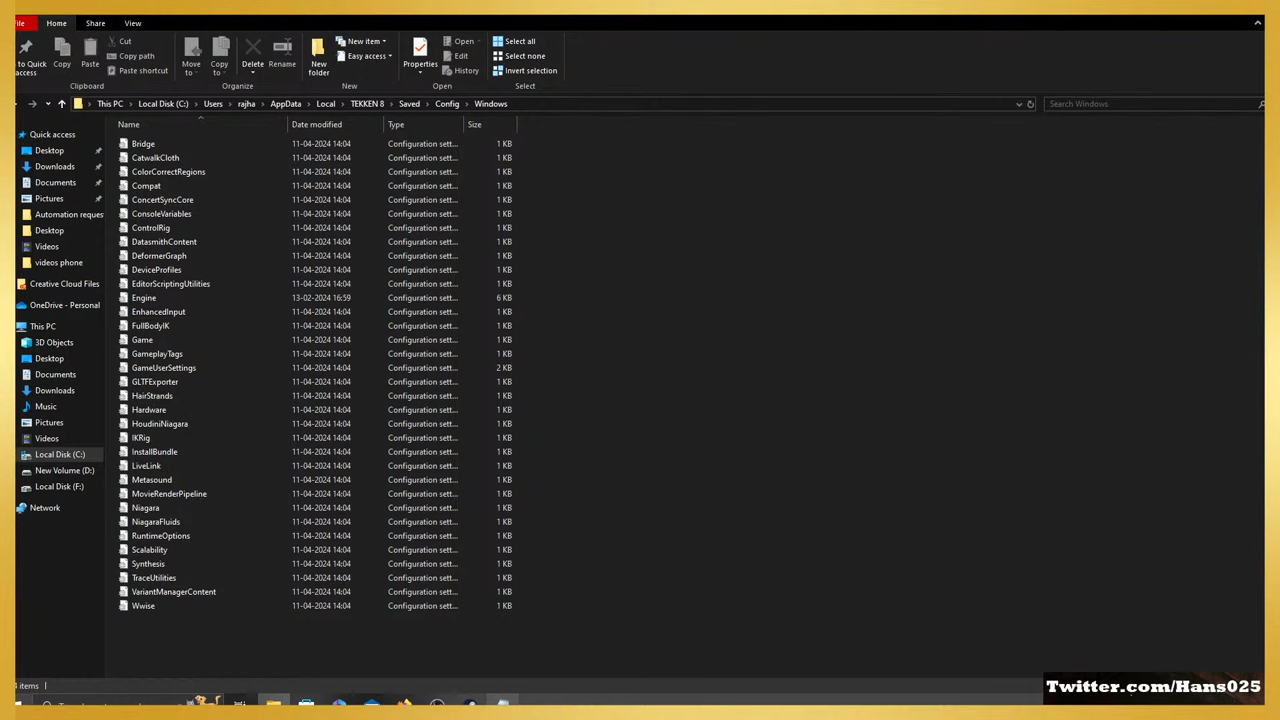 File Home Share View
to Quick access
Copy
Paste
Cut
Copy path
Paste shortcut
Clipboard
Move to
Copy to
Delete
Rename
Organize
New folder
New item
Easy access
New
Properties
Open
Edit
History
Open
Select all
Select none
Invert selection
Select
This PC > Local Disk (C:) > Users > rajha > AppData > Local > TEKKEN 8 > Saved > Config > Windows
Search Windows
Quick access
Desktop
Downloads
Documents
Pictures
Automation reques
Desktop
Videos
videos phone
Creative Cloud Files
OneDrive - Personal
This PC
3D Objects
Desktop
Documents
Downloads
Music
Pictures
Videos
Local Disk (C:)
New Volume (D:)
Local Disk (F:)
Network
Name Date modified Type Size
Bridge 11-04-2024 14:04 Configuration sett... 1 KB
CatwalkCloth 11-04-2024 14:04 Configuration sett... 1 KB
ColorCorrectRegions 11-04-2024 14:04 Configuration sett... 1 KB
Compat 11-04-2024 14:04 Configuration sett... 1 KB
ConcertSyncCore 11-04-2024 14:04 Configuration sett... 1 KB
ConsoleVariables 11-04-2024 14:04 Configuration sett... 1 KB
ControlRig 11-04-2024 14:04 Configuration sett... 1 KB
DatasmithContent 11-04-2024 14:04 Configuration sett... 1 KB
DeformerGraph 11-04-2024 14:04 Configuration sett... 1 KB
DeviceProfiles 11-04-2024 14:04 Configuration sett... 1 KB
EditorScriptingUtilities 11-04-2024 14:04 Configuration sett... 1 KB
Engine 13-02-2024 16:59 Configuration sett... 6 KB
EnhancedInput 11-04-2024 14:04 Configuration sett... 1 KB
FullBodyIK 11-04-2024 14:04 Configuration sett... 1 KB
Game 11-04-2024 14:04 Configuration sett... 1 KB
GameplayTags 11-04-2024 14:04 Configuration sett... 1 KB
GameUserSettings 11-04-2024 14:04 Configuration sett... 2 KB
GLTFExporter 11-04-2024 14:04 Configuration sett... 1 KB
HairStrands 11-04-2024 14:04 Configuration sett... 1 KB
Hardware 11-04-2024 14:04 Configuration sett... 1 KB
HoudiniNiagara 11-04-2024 14:04 Configuration sett... 1 KB
IKRig 11-04-2024 14:04 Configuration sett... 1 KB
InstallBundle 11-04-2024 14:04 Configuration sett... 1 KB
LiveLink 11-04-2024 14:04 Configuration sett... 1 KB
Metasound 11-04-2024 14:04 Configuration sett... 1 KB
MovieRenderPipeline 11-04-2024 14:04 Configuration sett... 1 KB
Niagara 11-04-2024 14:04 Configuration sett... 1 KB
NiagaraFluids 11-04-2024 14:04 Configuration sett... 1 KB
RuntimeOptions 11-04-2024 14:04 Configuration sett... 1 KB
Scalability 11-04-2024 14:04 Configuration sett... 1 KB
Synthesis 11-04-2024 14:04 Configuration sett... 1 KB
TraceUtilities 11-04-2024 14:04 Configuration sett... 1 KB
VariantManagerContent 11-04-2024 14:04 Configuration sett... 1 KB
Wwise 11-04-2024 14:04 Configuration sett... 1 KB
4 items
Twitter.com/Hans025